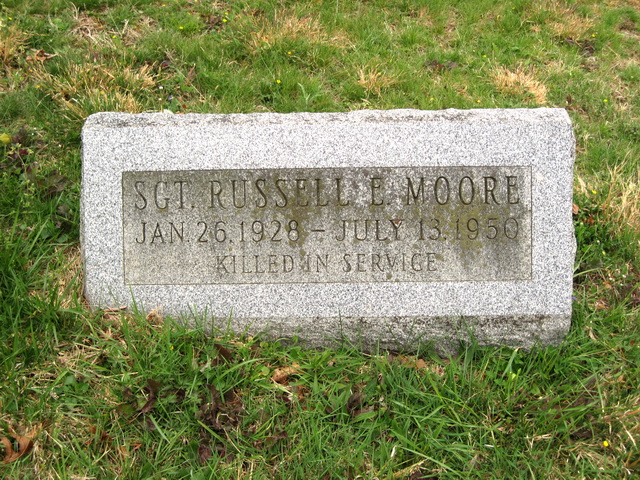 SGT. RUSSELL E. MOORE
JAN. 26, 1928 – JULY 13, 1950
KILLED IN SERVICE